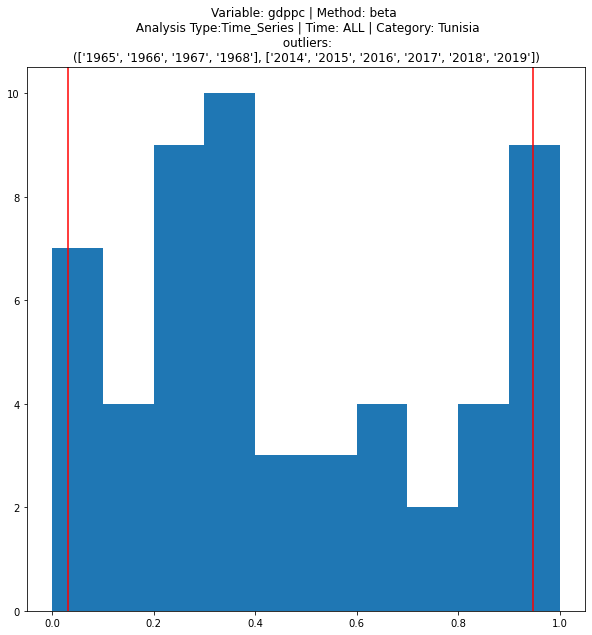 Variable: gdppc | Method: beta
Analysis Type:Time_Series | Time: ALL | Category: Tunisia
outliers:
(['1965', '1966', '1967', '1968'], ['2014', '2015', '2016', '2017', '2018', '2019'])
10
8
6
4
2
0
0.0 0.2 0.4 0.6 0.8 1.0